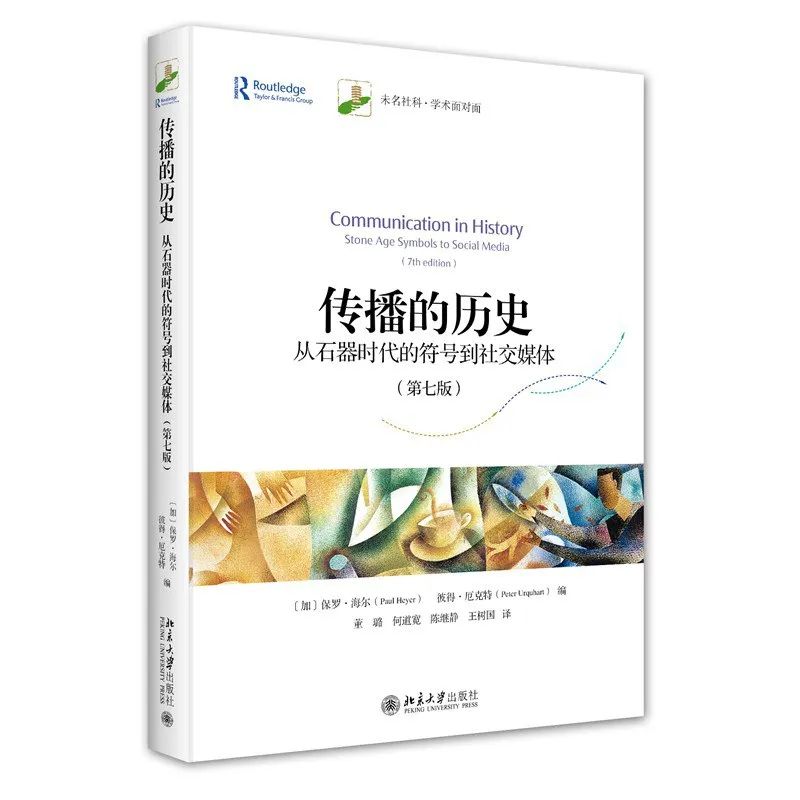 Routledge
Taylor & Francis Group
ROUTLEDGE
未名社科·学术面对面
Communication in History
Stone Age Symbols to Social Media
(7th edition)
传播的历史
从石器时代的符号到社交媒体
(第七版)
〔加〕保罗·海尔(Paul Heyer) 彼得·厄克特(Peter Urquhart) 编
董 璐 何道宽 陈继静 王树国 译
北京大学出版社
PEKING UNIVERSITY PRESS
传播的历史
从石器时代的符号到社交媒体
(第七版)
〔加〕保罗·海尔
彼得·厄克特
编
北京大学出版社
PEKING UNIVERSITY PRESS